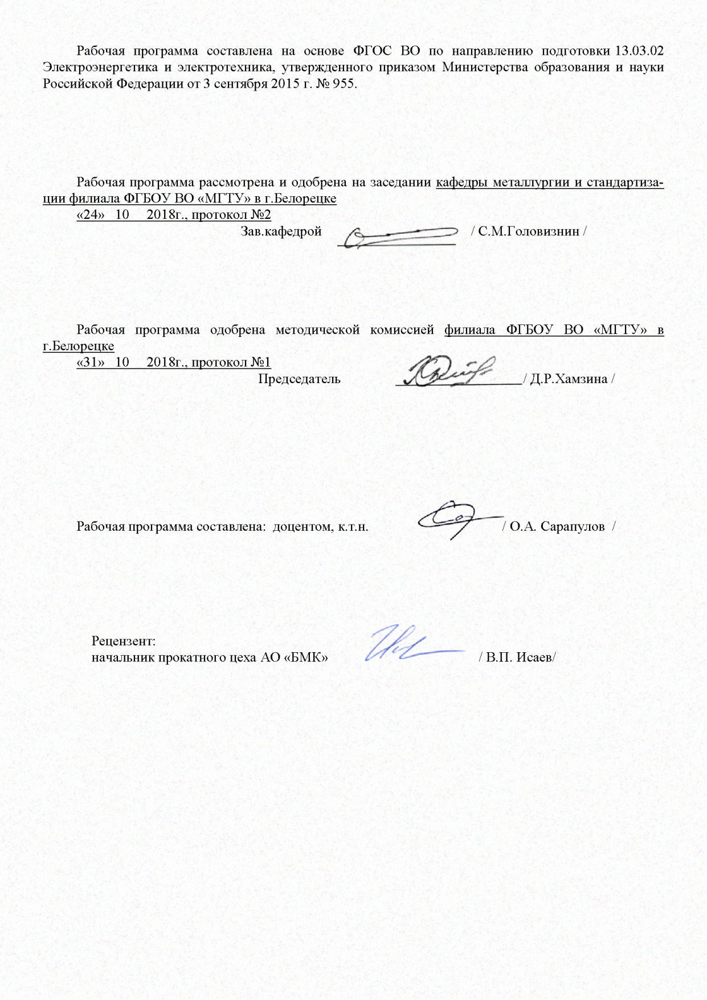 Рабочая программа составлена на основе ФГОС ВО по направлению подготовки 13.03.02
Электроэнергетика и электротехника, утвержденного приказом Министерства образования и науки
Российской Федерации от 3 сентября 2015 г. № 955.
Рабочая программа рассмотрена и одобрена на заседании кафедры металлургии и стандартиза-
ции филиала ФГБОУ ВО «МГТУ» в г.Белорецке
«24» 10 2018г., протокол №2
Зав.кафедрой / С.М.Головизнин /
Рабочая программа одобрена методической комиссией филиала ФГБОУ ВО «МГТУ» в
г.Белорецке
«31» 10 2018г., протокол №1
Председатель / Д.Р.Хамзина /
Рабочая программа составлена: доцентом, к.т.н. / О.А. Сарапулов /
Рецензент:
начальник прокатного цеха АО «БМК» / В.П. Исаев/